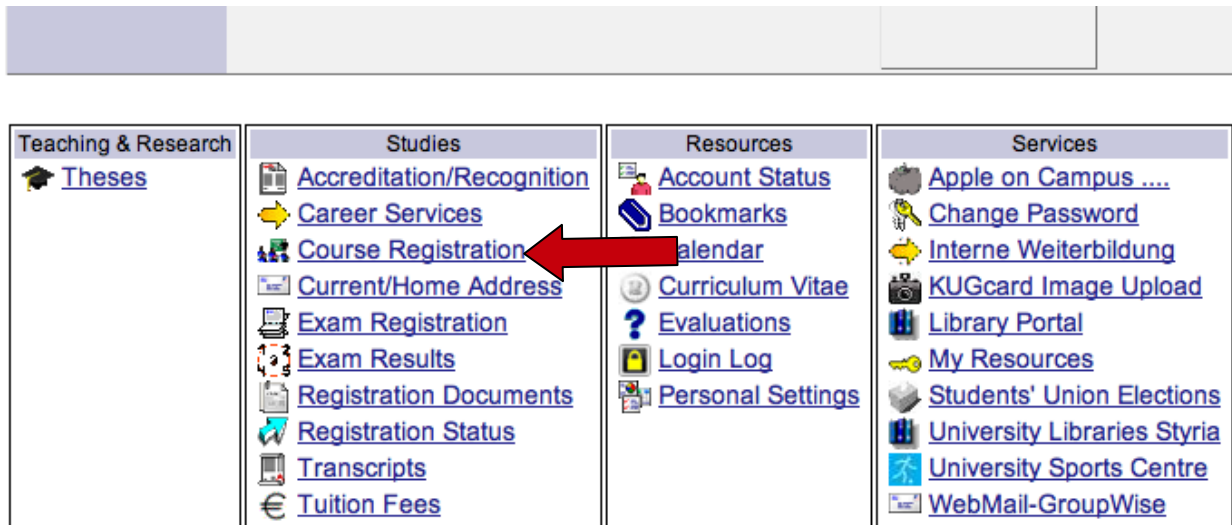 Teaching & Research
Theses
Studies
Accreditation/Recognition
Career Services
Course Registration
Current/Home Address
Exam Registration
Exam Results
Registration Documents
Registration Status
Transcripts
Tuition Fees
Resources
Account Status
Bookmarks
alendar
Curriculum Vitae
Evaluations
Login Log
Personal Settings
Services
Apple on Campus ....
Change Password
Interne Weiterbildung
KUGcard Image Upload
Library Portal
My Resources
Students' Union Elections
University Libraries Styria
University Sports Centre
WebMail-GroupWise